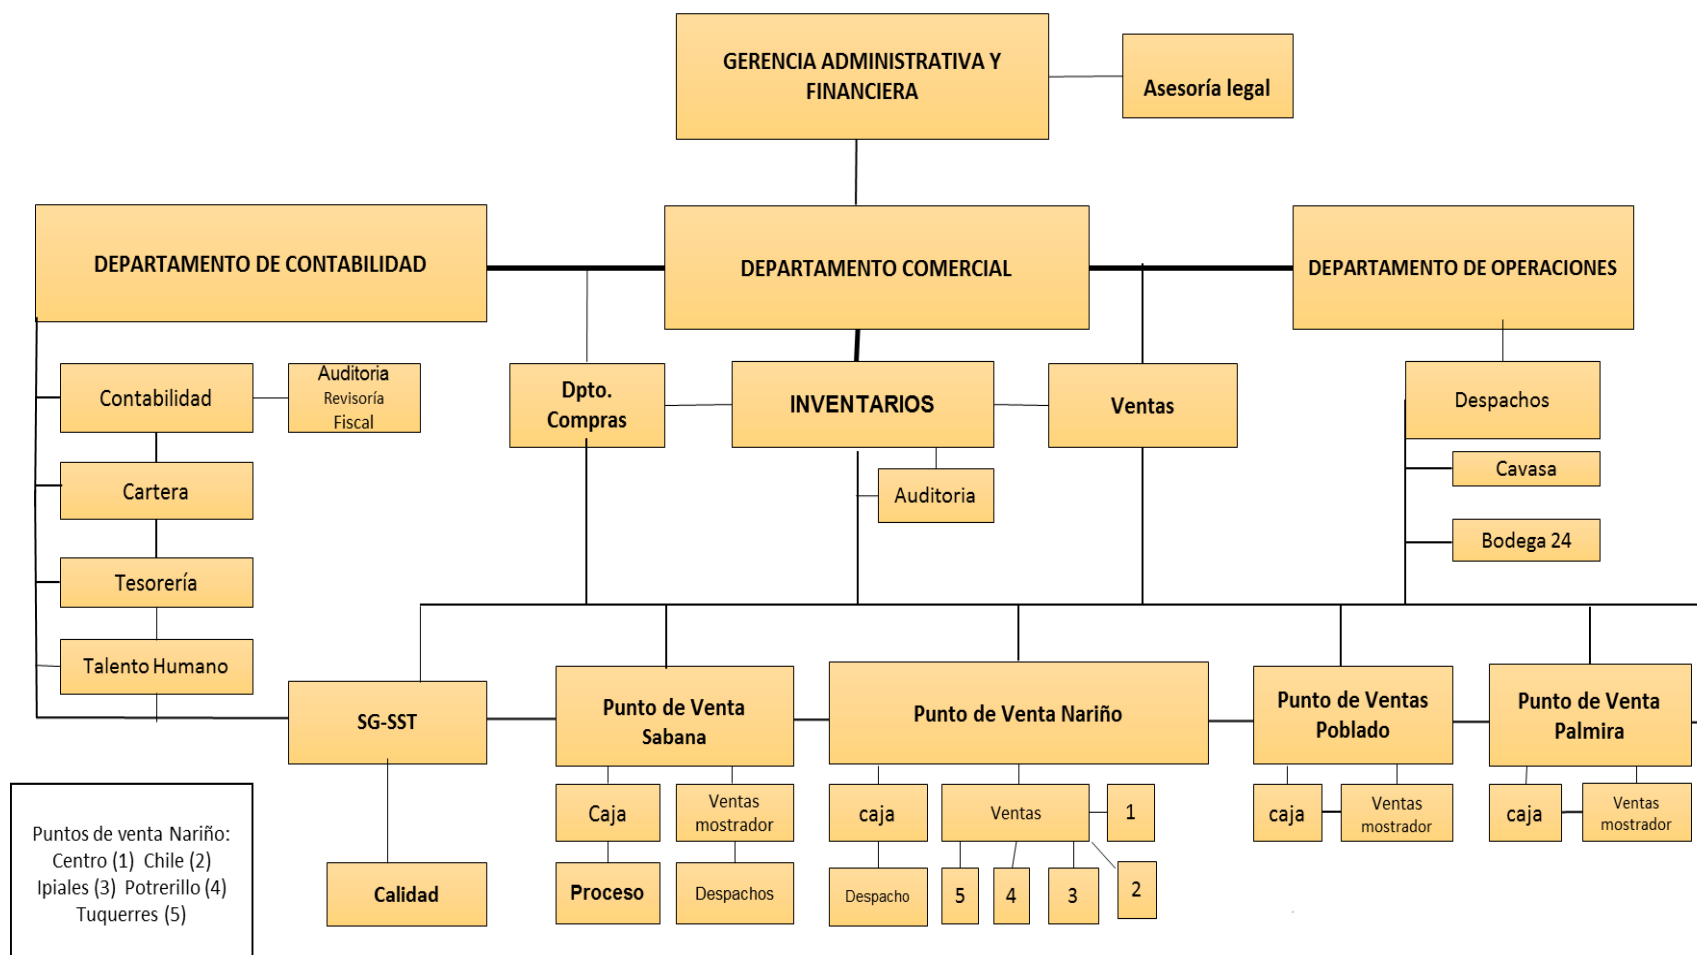 GERENCIA ADMINISTRATIVA Y
FINANCIERA
Asesoría legal
DEPARTAMENTO DE CONTABILIDAD
DEPARTAMENTO COMERCIAL
DEPARTAMENTO DE OPERACIONES
Contabilidad
Auditoria
Revisoría
Fiscal
Dpto.
Compras
INVENTARIOS
Ventas
Despachos
Cartera
Auditoria
Cavasa
Bodega 24
Tesorería
Talento Humano
SG-SST
Punto de Venta
Sabana
Punto de Venta Nariño
Punto de Ventas
Poblado
Punto de Venta
Palmira
Caja
Ventas
mostrador
caja
Ventas
1
caja
Ventas
mostrador
caja
Ventas
mostrador
Calidad
Proceso
Despachos
Despacho
5
4
3
2
Puntos de venta Nariño:
Centro (1) Chile (2)
Ipiales (3) Potrerillo (4)
Tuquerres (5)